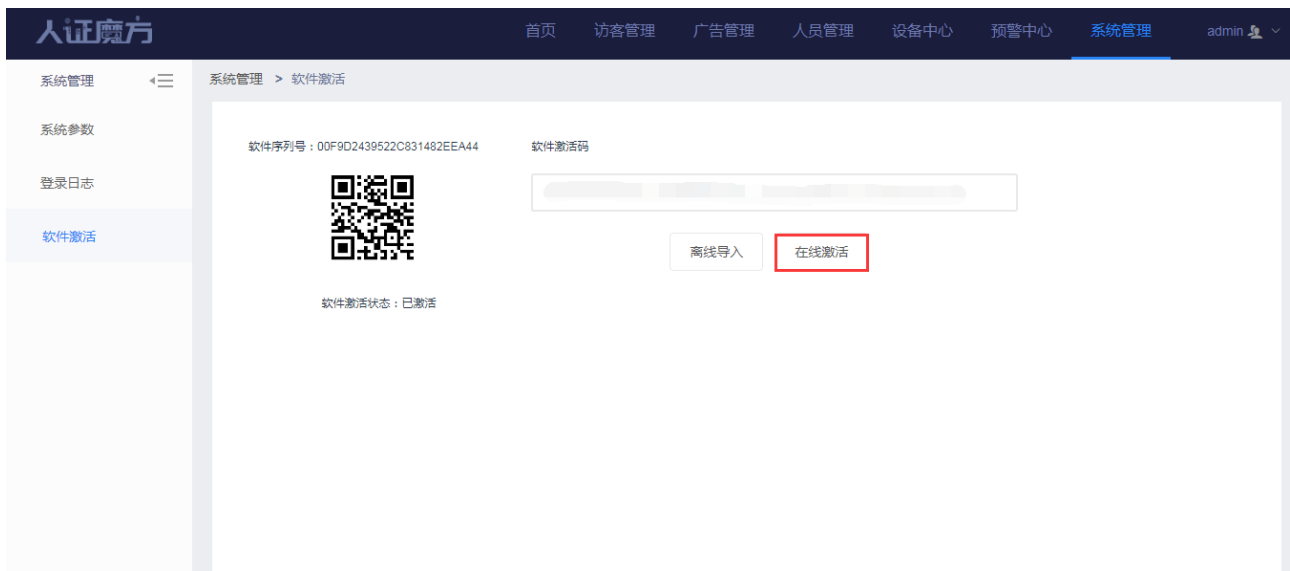 人证魔方
首页 访客管理 广告管理 人员管理 设备中心 预警中心 系统管理 admin
系统管理
系统参数
登录日志
软件激活
系统管理 > 软件激活
软件序列号：00F9D2439522C831482EEA44
软件激活状态：已激活
软件激活码
离线导入 在线激活